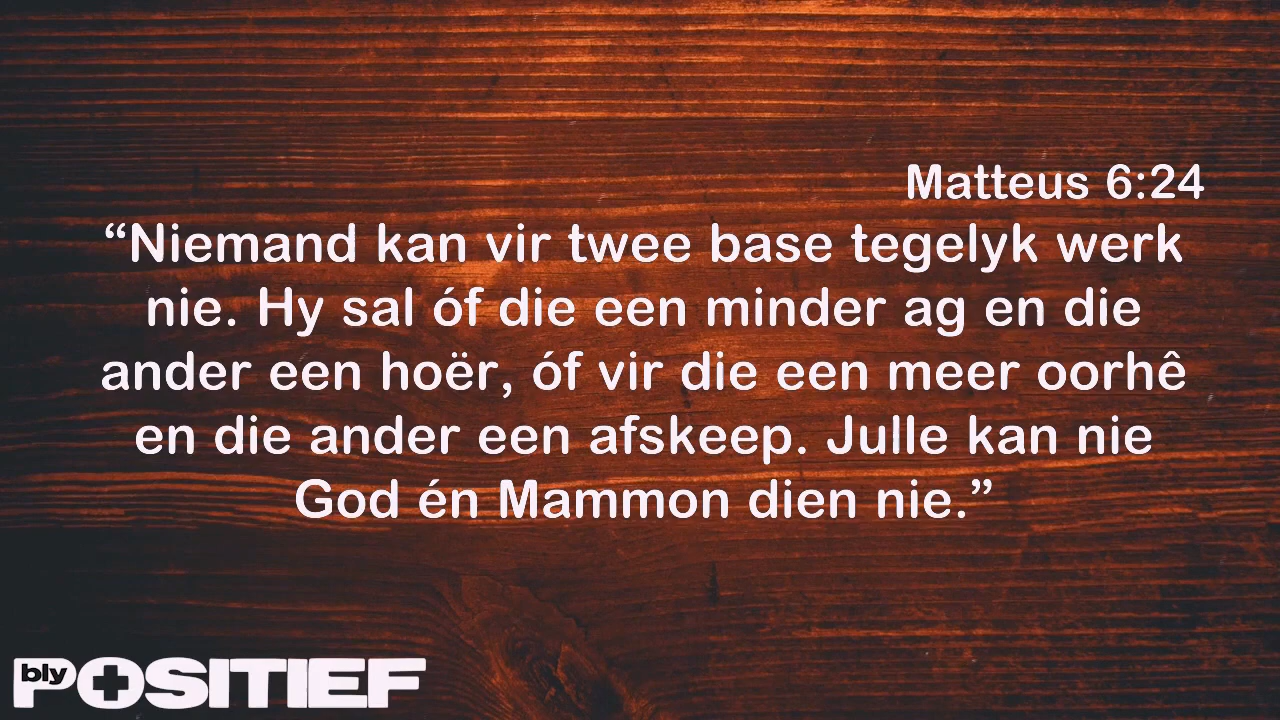 Matteus 6:24
“Niemand kan vir twee base tegelyk werk
nie. Hy sal óf die een minder ag en die
ander een hoër, óf vir die een meer oorhê
en die ander een afskeep. Julle kan nie
God én Mammon dien nie.”
bly
POSITIEF